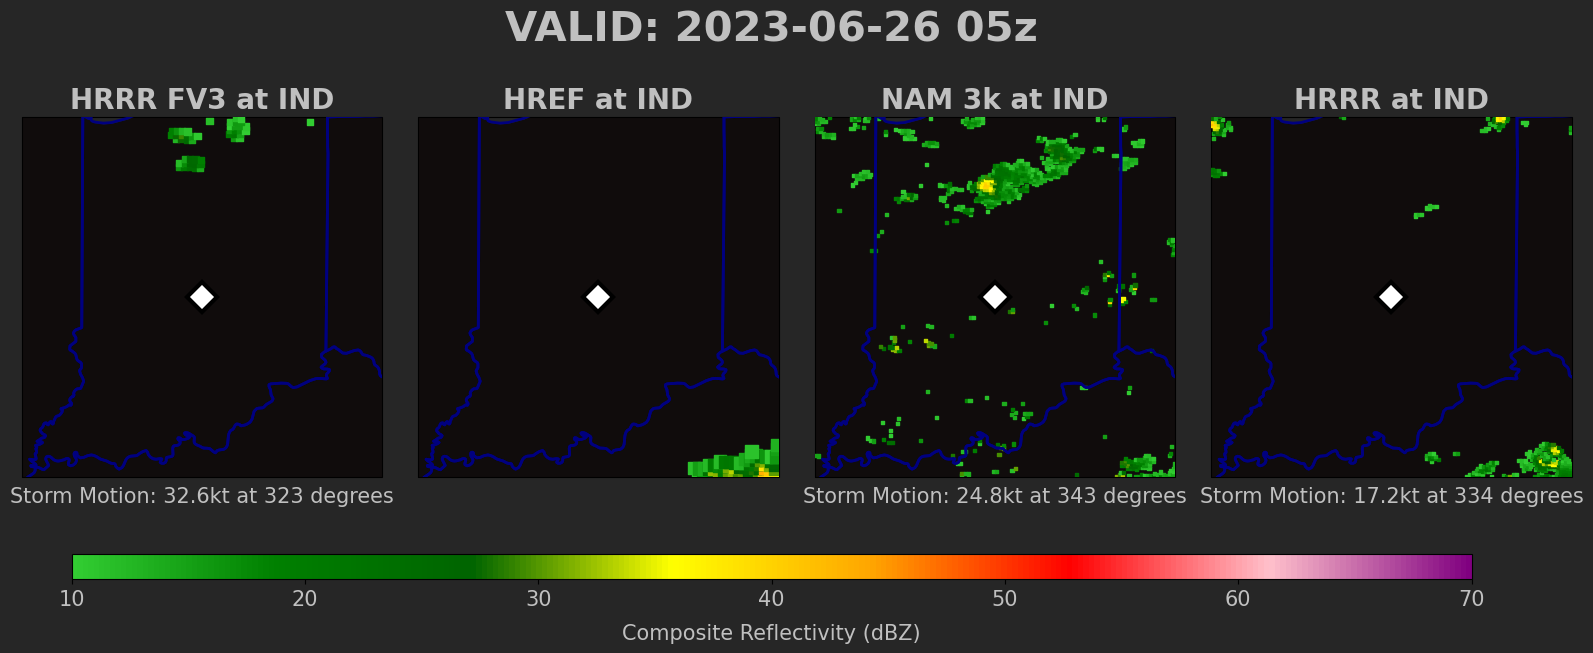 VALID: 2023-06-26 05z
HRRR FV3 at IND
HREF at IND
NAM 3k at IND
HRRR at IND
Storm Motion: 32.6kt at 323 degrees
Storm Motion: 24.8kt at 343 degrees
Storm Motion: 17.2kt at 334 degrees
10 20 30 40 50 60 70
Composite Reflectivity (dBZ)